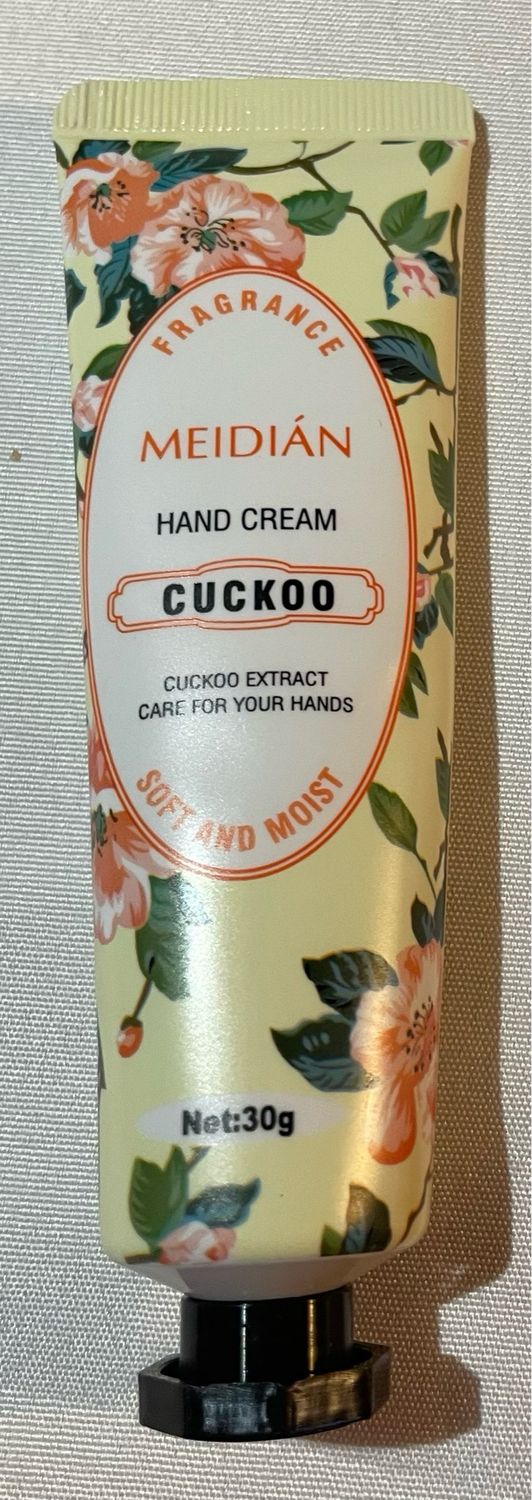 FRAGRANCE
MEIDIÁN
HAND CREAM
CUCKOO
CUCKOO EXTRACT
CARE FOR YOUR HANDS
SOFT AND MOIST
Net:30g